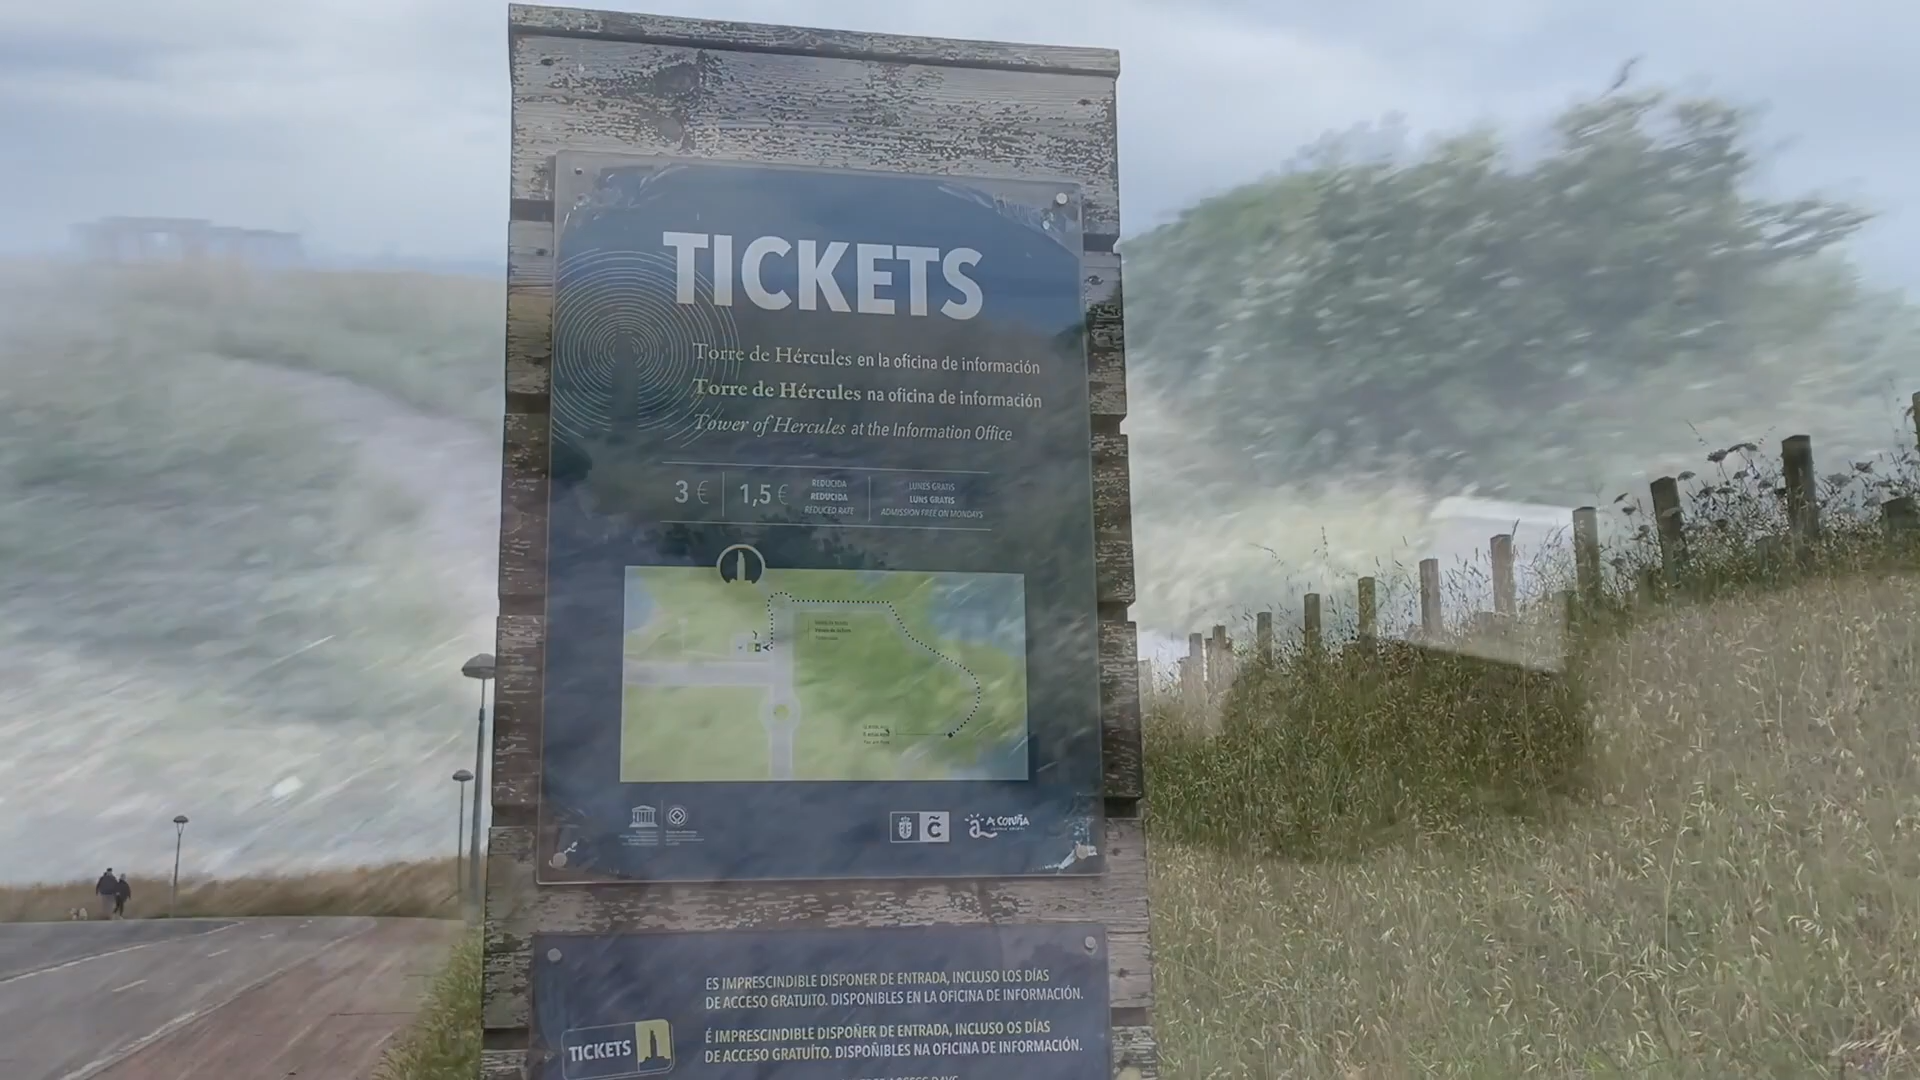 TICKETS
Torre de Hércules en la oficina de información
Torre de Hércules na oficina de información
Tower of Hercules at the Information Office
3 €
1,5 €
REDUCIDA
REDUCIDA
REDUCED RATE
LUNES GRATIS
LUNS GRATIS
ADMISSION FREE ON MONDAYS
A CORUÑA
ES IMPRESCINDIBLE DISPONER DE ENTRADA, INCLUSO LOS DÍAS
DE ACCESO GRATUITO. DISPONIBLES EN LA OFICINA DE INFORMACIÓN.
É IMPRESCINDIBLE DISPOÑER DE ENTRADA, INCLUSO OS DÍAS
DE ACCESO GRATUÍTO. DISPOÑIBLES NA OFICINA DE INFORMACIÓN.
TICKETS